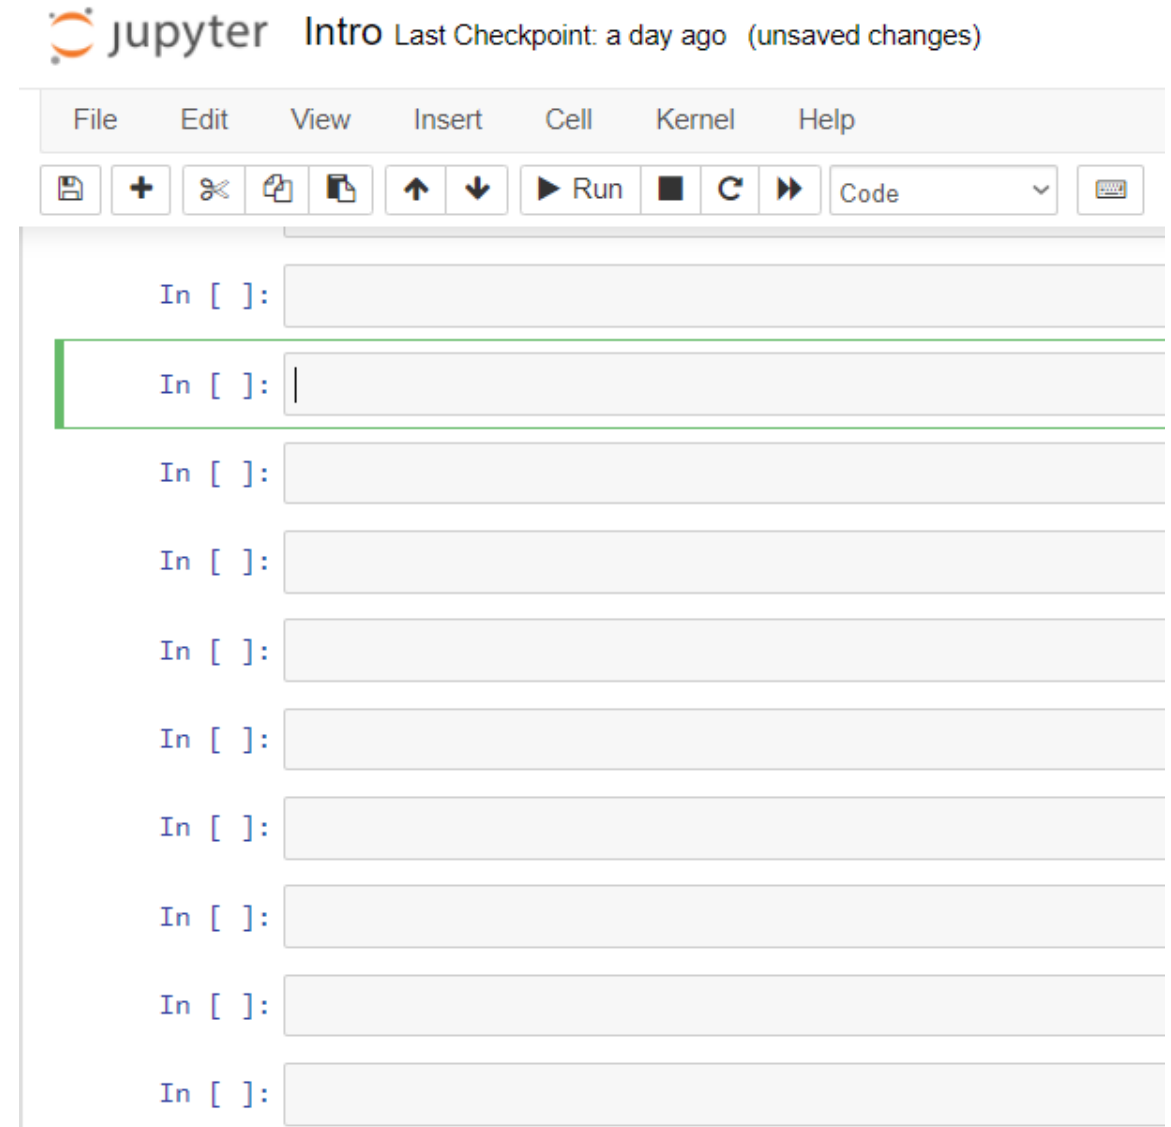 jupyter Intro Last Checkpoint: a day ago (unsaved changes)
File Edit View Insert Cell Kernel Help
Run Code
In [ ]:
In [ ]:
In [ ]:
In [ ]:
In [ ]:
In [ ]:
In [ ]:
In [ ]:
In [ ]:
In [ ]: